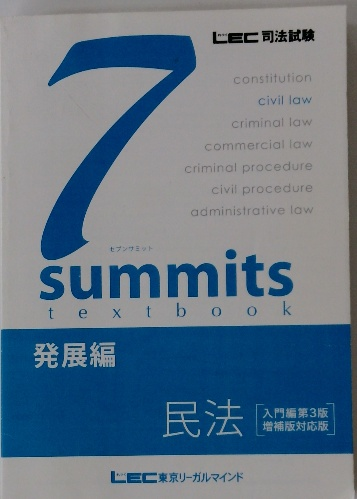 LEC司法試験
7
constitution
civil law
criminal law
commercial law
criminal procedure
civil procedure
administrative law
セブンサミット
summits
textbook
発展編
民法
入門編第3版
増補版対応版
LEC東京リーガルマインド